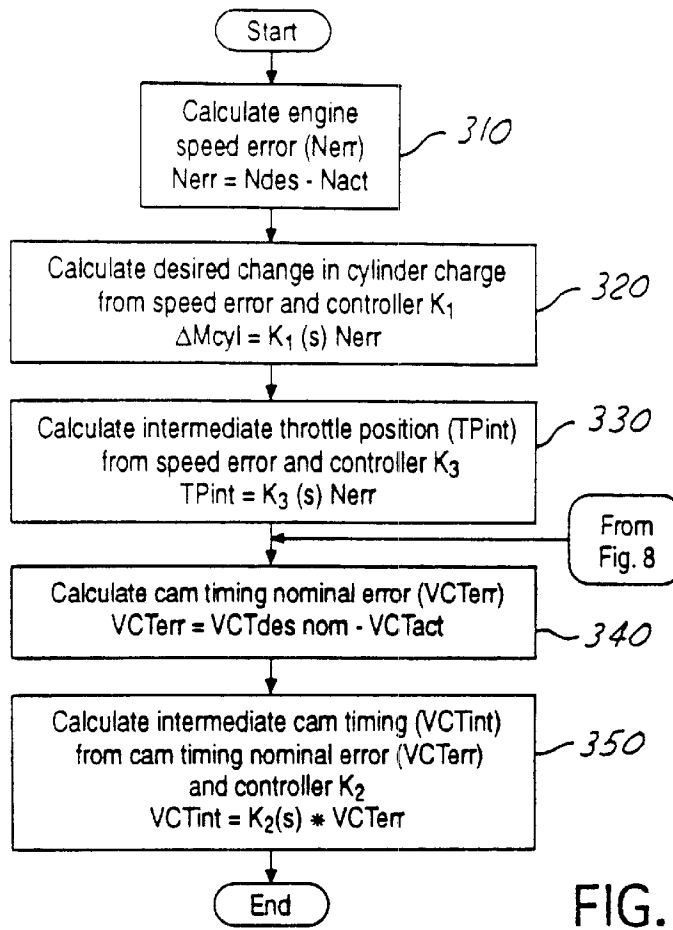 Start
Calculate engine
speed error (Nerr)
Nerr = Ndes - Nact
310
Calculate desired change in cylinder charge
from speed error and controller K₁
ΔMcyl = K₁ (s) Nerr
320
Calculate intermediate throttle position (TPint)
from speed error and controller K₃
TPint = K₃ (s) Nerr
330
From
Fig. 8
Calculate cam timing nominal error (VCTerr)
VCTerr = VCTdes nom - VCTact
340
Calculate intermediate cam timing (VCTint)
from cam timing nominal error (VCTerr)
and controller K₂
VCTint = K₂(s) * VCTerr
350
End
FIG.